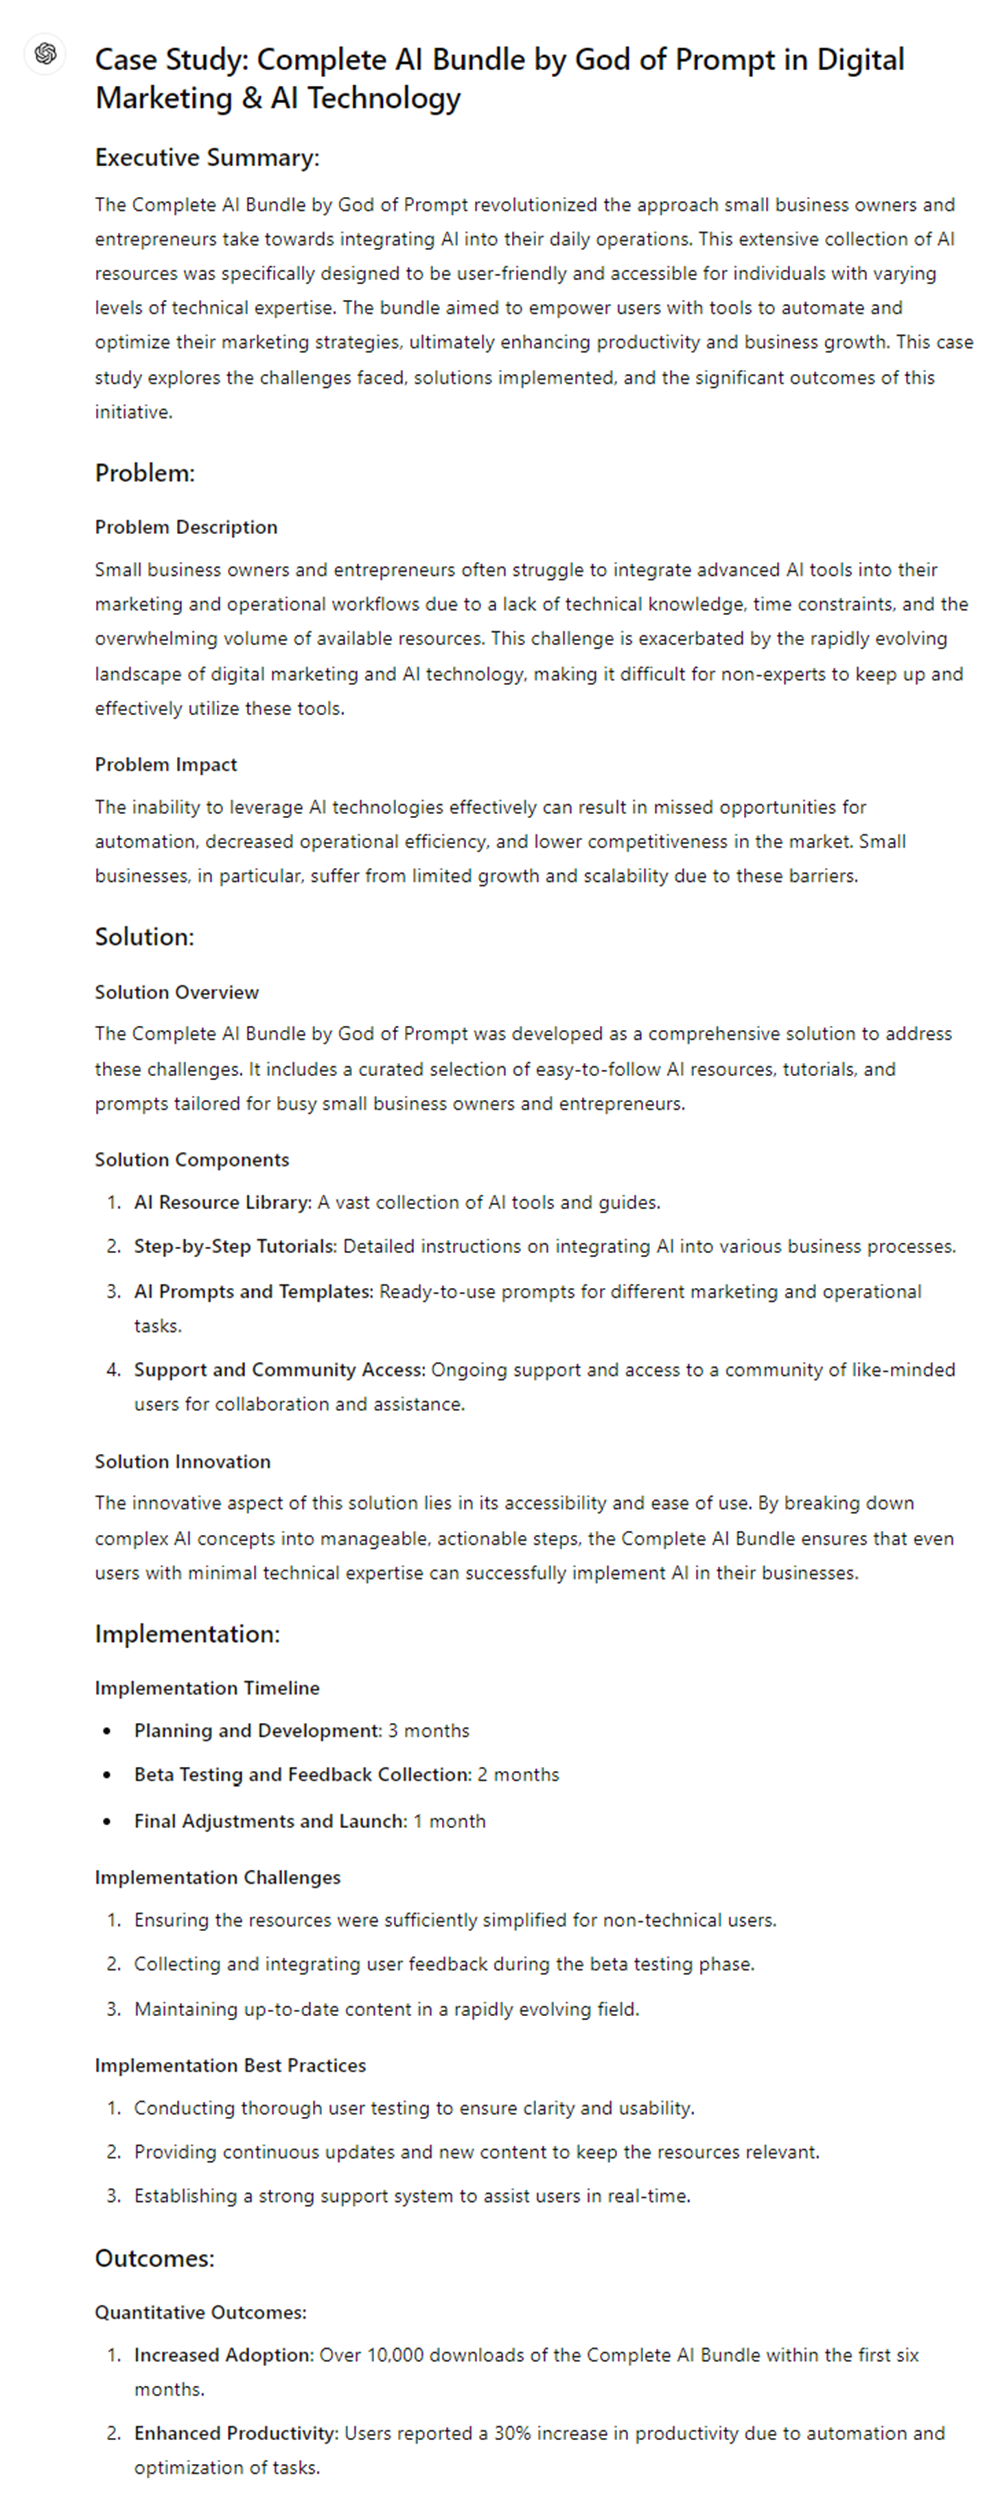 Case Study: Complete AI Bundle by God of Prompt in Digital
Marketing & AI Technology
Executive Summary:
The Complete AI Bundle by God of Prompt revolutionized the approach small business owners and
entrepreneurs take towards integrating AI into their daily operations. This extensive collection of AI
resources was specifically designed to be user-friendly and accessible for individuals with varying
levels of technical expertise. The bundle aimed to empower users with tools to automate and
optimize their marketing strategies, ultimately enhancing productivity and business growth. This case
study explores the challenges faced, solutions implemented, and the significant outcomes of this
initiative.
Problem:
Problem Description
Small business owners and entrepreneurs often struggle to integrate advanced AI tools into their
marketing and operational workflows due to a lack of technical knowledge, time constraints, and the
overwhelming volume of available resources. This challenge is exacerbated by the rapidly evolving
landscape of digital marketing and AI technology, making it difficult for non-experts to keep up and
effectively utilize these tools.
Problem Impact
The inability to leverage AI technologies effectively can result in missed opportunities for
automation, decreased operational efficiency, and lower competitiveness in the market. Small
businesses, in particular, suffer from limited growth and scalability due to these barriers.
Solution:
Solution Overview
The Complete AI Bundle by God of Prompt was developed as a comprehensive solution to address
these challenges. It includes a curated selection of easy-to-follow AI resources, tutorials, and
prompts tailored for busy small business owners and entrepreneurs.
Solution Components
1. AI Resource Library: A vast collection of AI tools and guides.
2. Step-by-Step Tutorials: Detailed instructions on integrating AI into various business processes.
3. AI Prompts and Templates: Ready-to-use prompts for different marketing and operational
tasks.
4. Support and Community Access: Ongoing support and access to a community of like-minded
users for collaboration and assistance.
Solution Innovation
The innovative aspect of this solution lies in its accessibility and ease of use. By breaking down
complex AI concepts into manageable, actionable steps, the Complete AI Bundle ensures that even
users with minimal technical expertise can successfully implement AI in their businesses.
Implementation:
Implementation Timeline
• Planning and Development: 3 months
• Beta Testing and Feedback Collection: 2 months
• Final Adjustments and Launch: 1 month
Implementation Challenges
1. Ensuring the resources were sufficiently simplified for non-technical users.
2. Collecting and integrating user feedback during the beta testing phase.
3. Maintaining up-to-date content in a rapidly evolving field.
Implementation Best Practices
1. Conducting thorough user testing to ensure clarity and usability.
2. Providing continuous updates and new content to keep the resources relevant.
3. Establishing a strong support system to assist users in real-time.
Outcomes:
Quantitative Outcomes:
1. Increased Adoption: Over 10,000 downloads of the Complete AI Bundle within the first six
months.
2. Enhanced Productivity: Users reported a 30% increase in productivity due to automation and
optimization of tasks.